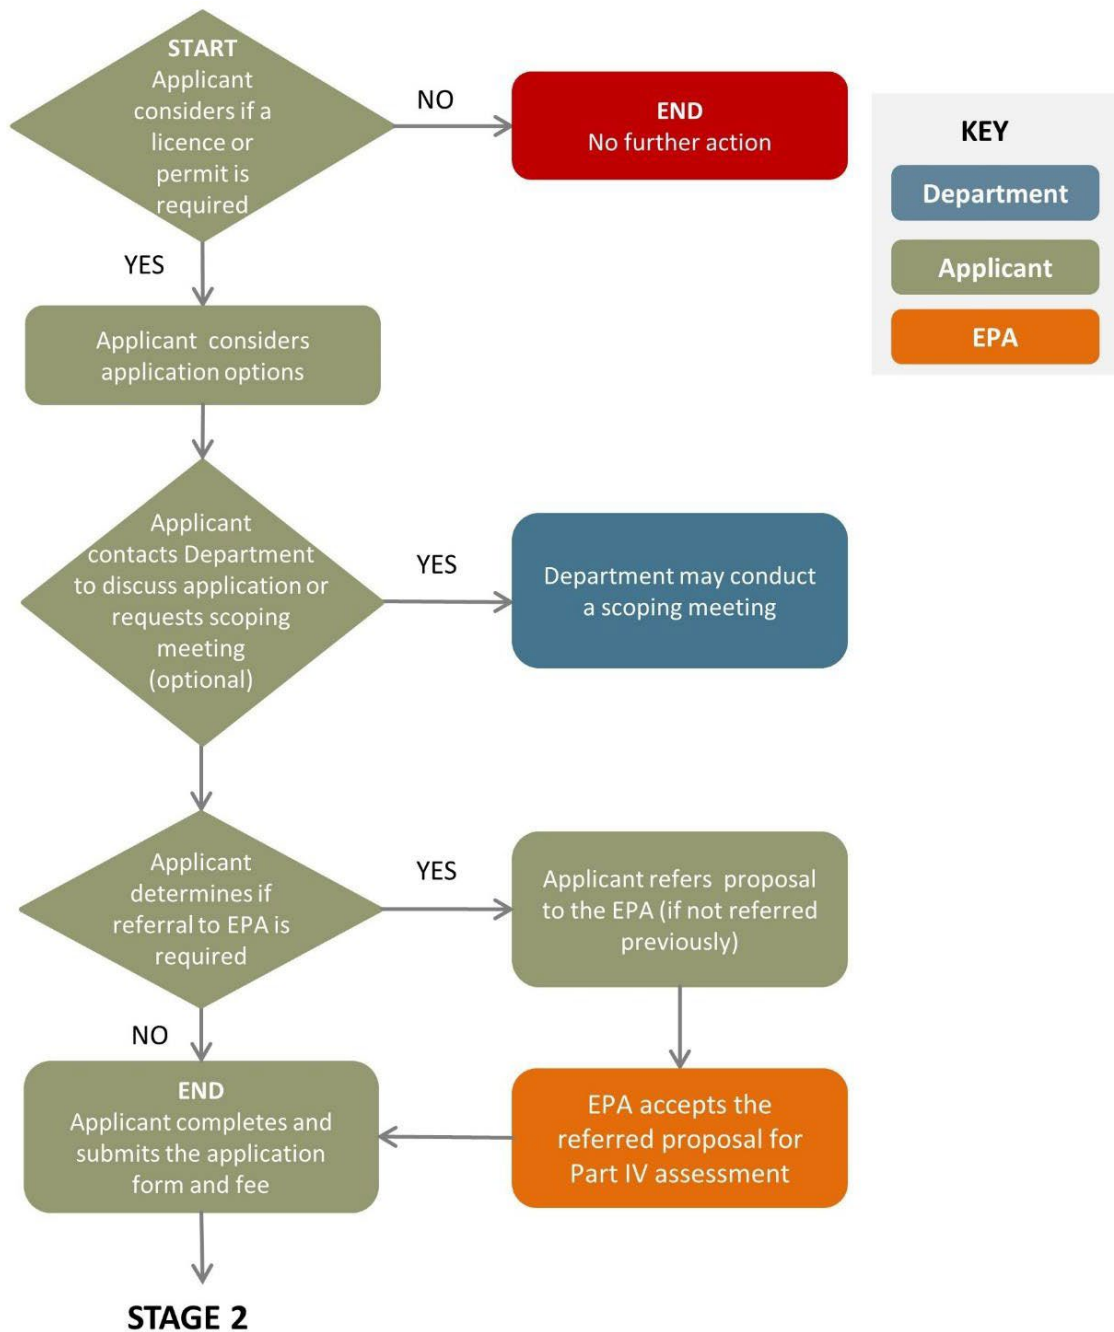 START
Applicant
considers if a
licence or
permit is
required
NO
END
No further action
KEY
Department
Applicant
EPA
YES
Applicant considers
application options
Applicant
contacts Department
to discuss application or
requests scoping
meeting
(optional)
YES
Department may conduct
a scoping meeting
Applicant
determines if
referral to EPA is
required
YES
Applicant refers proposal
to the EPA (if not referred
previously)
NO
END
Applicant completes and
submits the application
form and fee
EPA accepts the
referred proposal for
Part IV assessment
STAGE 2